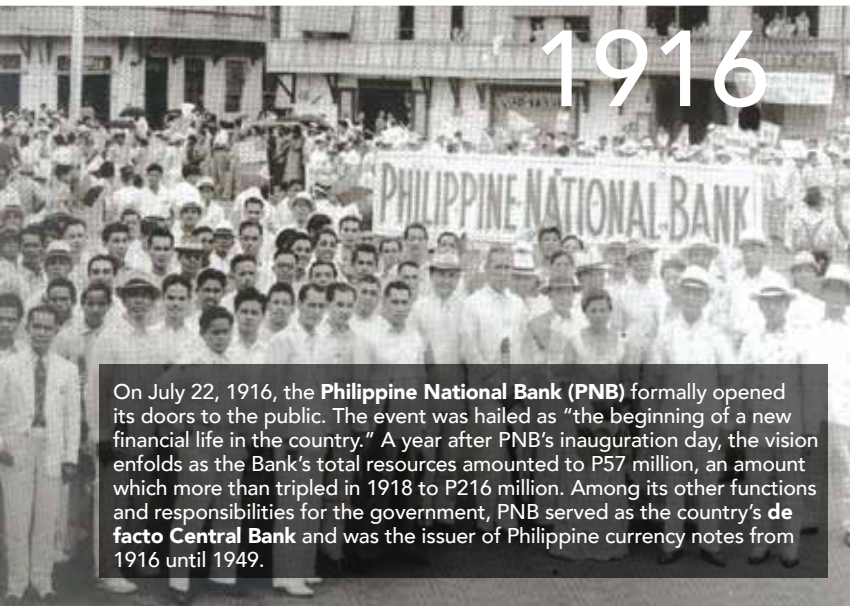 1916
PHILIPPINE NATIONAL BANK
On July 22, 1916, the Philippine National Bank (PNB) formally opened
its doors to the public. The event was hailed as “the beginning of a new
financial life in the country.” A year after PNB’s inauguration day, the vision
enfolds as the Bank’s total resources amounted to P57 million, an amount
which more than tripled in 1918 to P216 million. Among its other functions
and responsibilities for the government, PNB served as the country’s de
facto Central Bank and was the issuer of Philippine currency notes from
1916 until 1949.